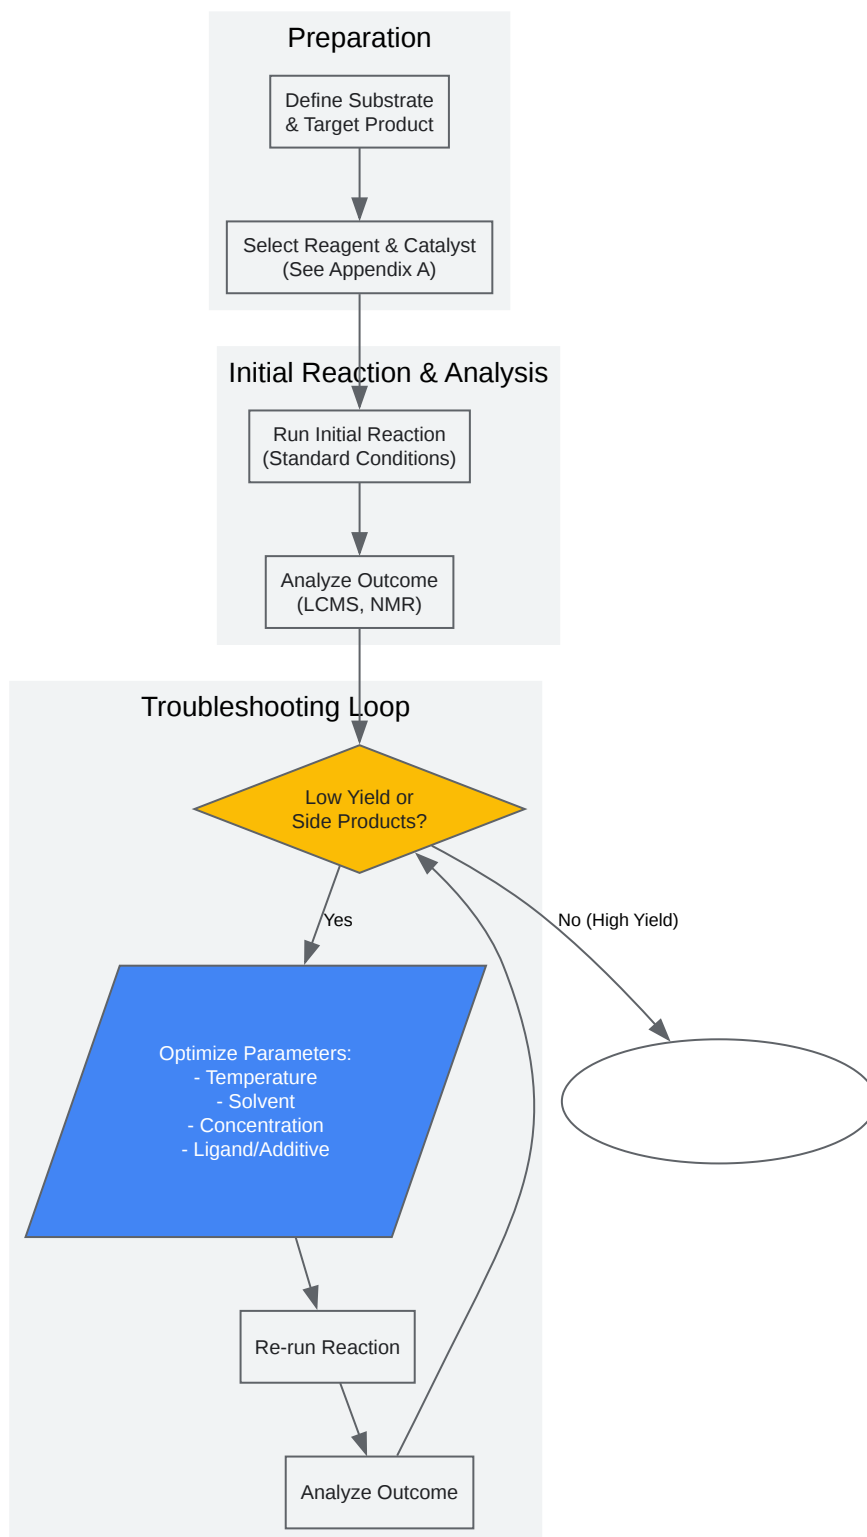 Preparation
Define Substrate
& Target Product
Select Reagent & Catalyst
(See Appendix A)
Initial Reaction & Analysis
Run Initial Reaction
(Standard Conditions)
Analyze Outcome
(LCMS, NMR)
Troubleshooting Loop
Low Yield or
Side Products?
Yes
No (High Yield)
Optimize Parameters:
- Temperature
- Solvent
- Concentration
- Ligand/Additive
Re-run Reaction
Analyze Outcome